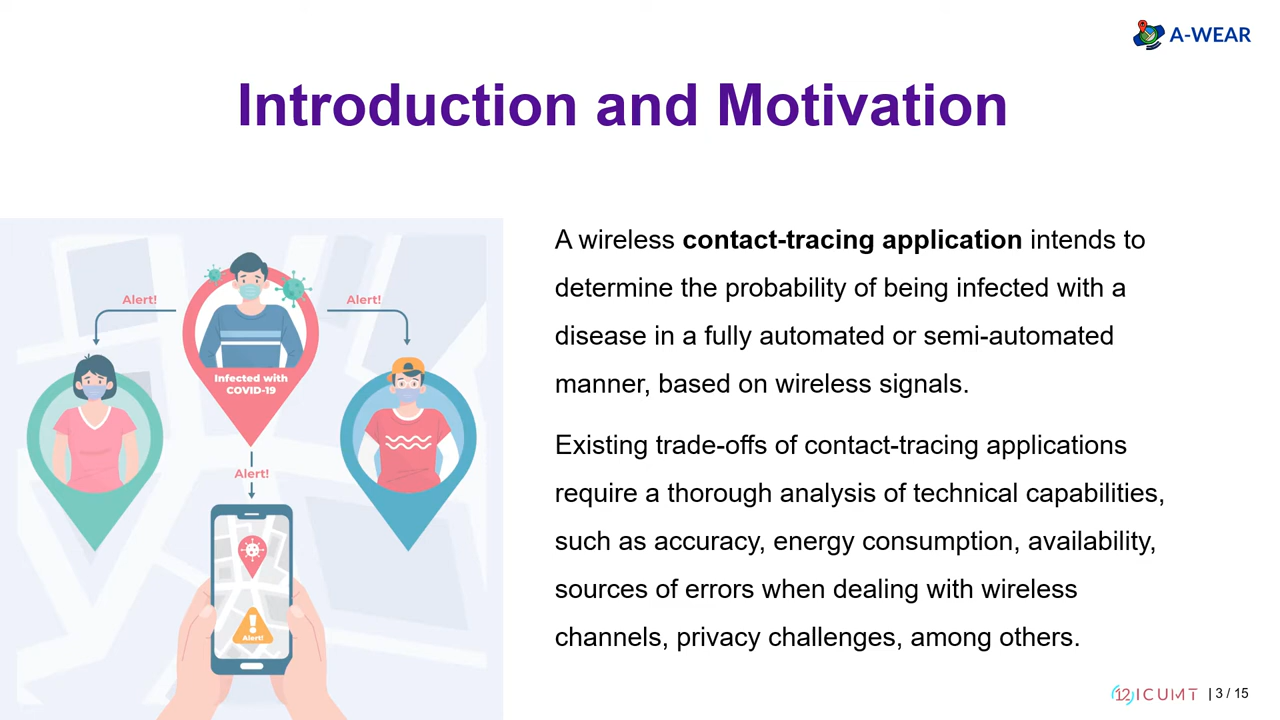 A-WEAR
Introduction and Motivation
Alert!
Alert!
Infected with
COVID-19
Alert!
Alert!
A wireless contact-tracing application intends to
determine the probability of being infected with a
disease in a fully automated or semi-automated
manner, based on wireless signals.
Existing trade-offs of contact-tracing applications
require a thorough analysis of technical capabilities,
such as accuracy, energy consumption, availability,
sources of errors when dealing with wireless
channels, privacy challenges, among others.
12 ICUMT | 3 / 15